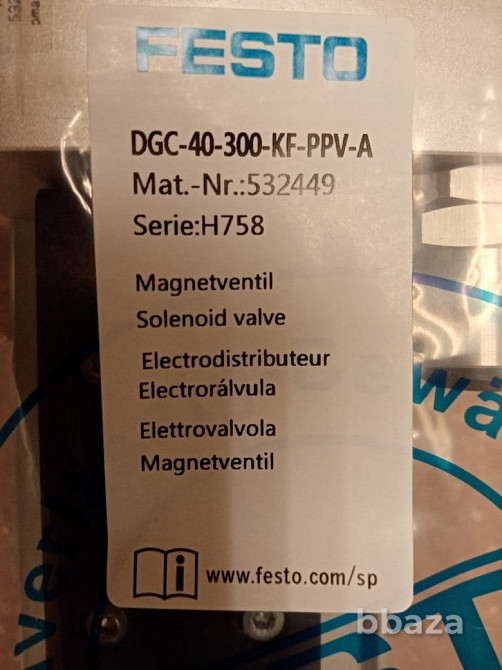 FESTO
DGC-40-300-KF-PPV-A
Mat.-Nr.:532449
Serie:H758
Magnetventil
Solenoid valve
Electrodistributeur
Electrorálvula
Elettrovalvola
Magnetventil
www.festo.com/sp
bbaza